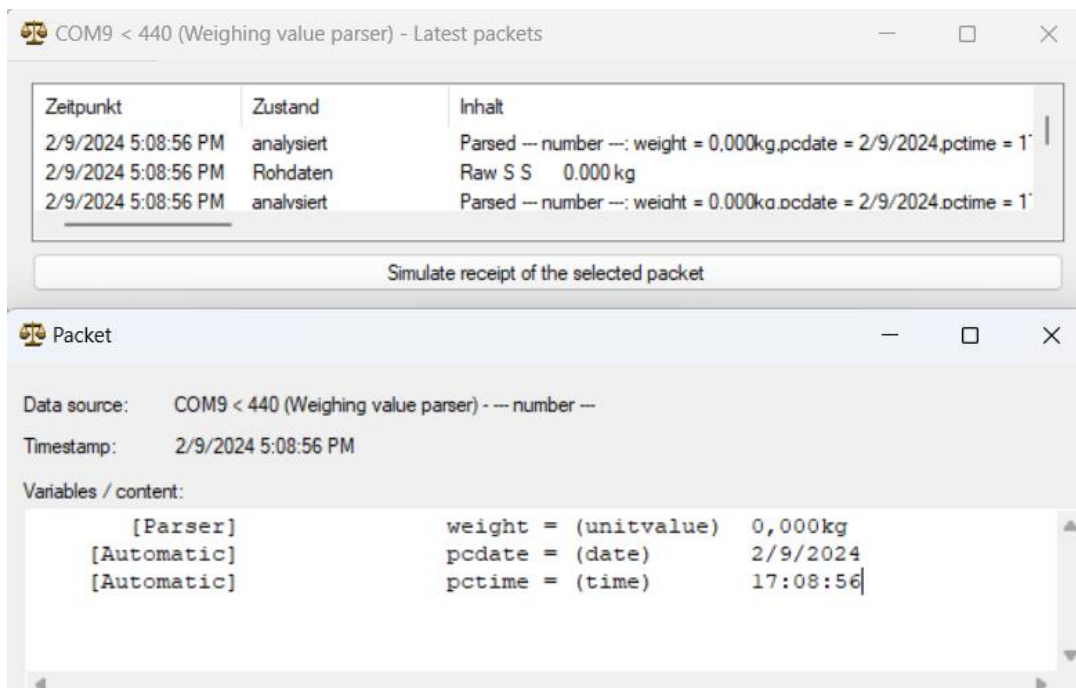 COM9 < 440 (Weighing value parser) - Latest packets
Zeitpunkt Zustand Inhalt
2/9/2024 5:08:56 PM analysiert Parsed --- number ---: weight = 0,000kg,pcdate = 2/9/2024,pctime = 1
2/9/2024 5:08:56 PM Rohdaten Raw S S 0.000 kg
2/9/2024 5:08:56 PM analysiert Parsed --- number ---: weight = 0,000kg,pcdate = 2/9/2024,pctime = 1
Simulate receipt of the selected packet
Packet
Data source: COM9 < 440 (Weighing value parser) - --- number ---
Timestamp: 2/9/2024 5:08:56 PM
Variables / content:
[Parser] weight = (unitvalue) 0,000kg
[Automatic] pcdate = (date) 2/9/2024
[Automatic] pctime = (time) 17:08:56